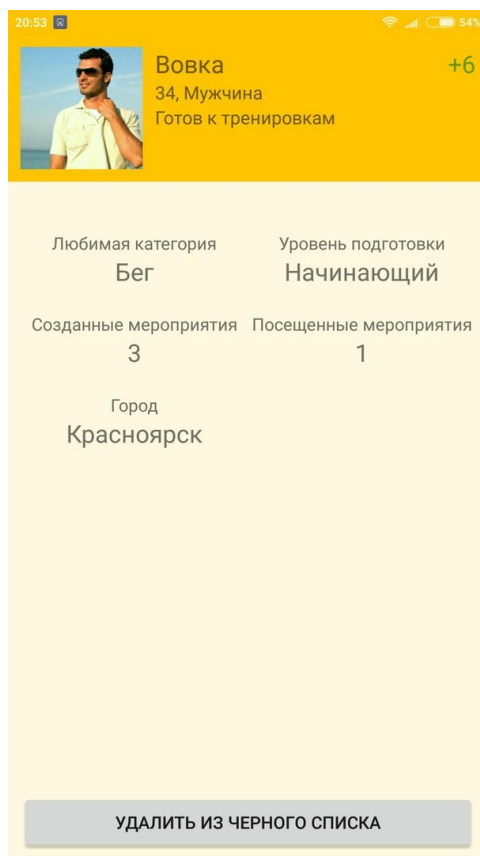 20:53 54%
Вовка +6
34, Мужчина
Готов к тренировкам
Любимая категория Уровень подготовки
Бег Начинающий
Созданные мероприятия Посещенные мероприятия
3 1
Город
Красноярск
УДАЛИТЬ ИЗ ЧЕРНОГО СПИСКА